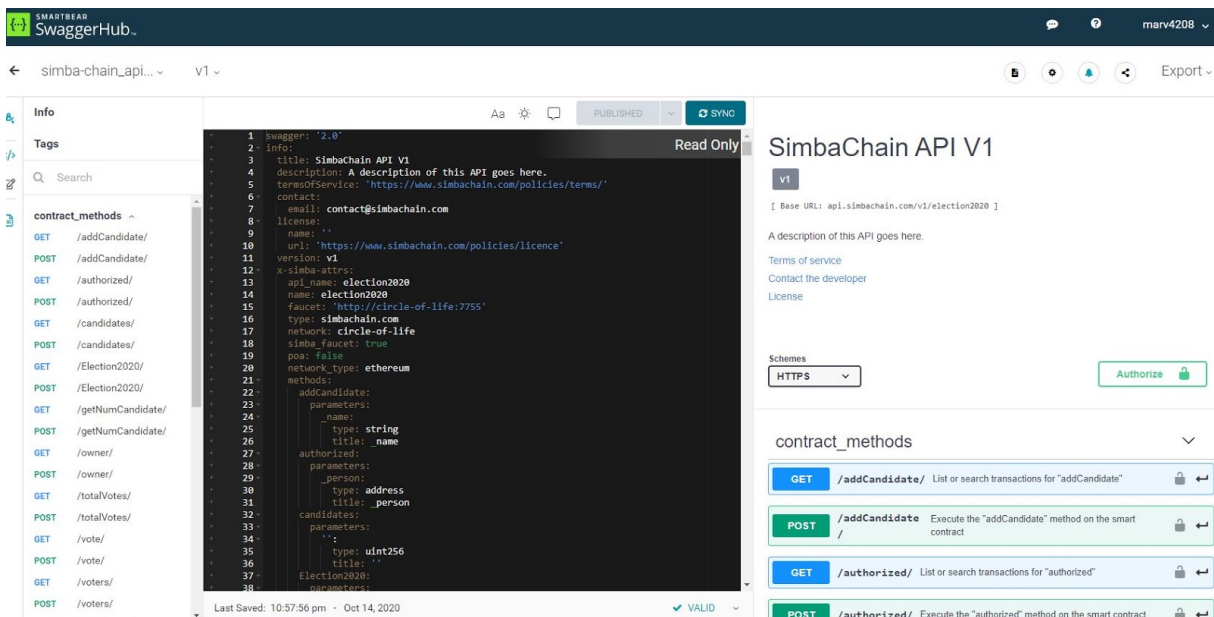 SMARTBEAR
SwaggerHub™
marv4208
simba-chain_api...
v1
Export
Info
Tags
Search
contract_methods
GET /addCandidate/
POST /addCandidate/
GET /authorized/
POST /authorized/
GET /candidates/
POST /candidates/
GET /Election2020/
POST /Election2020/
GET /getNumCandidate/
POST /getNumCandidate/
GET /owner/
POST /owner/
GET /totalVotes/
POST /totalVotes/
GET /vote/
POST /vote/
GET /voters/
POST /voters/
Aa
PUBLISHED
SYNC
Read Only
1 swagger: '2.0'
2 info:
3 title: SimbaChain API V1
4 description: A description of this API goes here.
5 termsOfService: 'https://www.simbachain.com/policies/terms/'
6 contact:
7 email: contact@simbachain.com
8 license:
9 name: ''
10 url: 'https://www.simbachain.com/policies/licence'
11 version: v1
12 x-simba-attrs:
13 api_name: election2020
14 name: election2020
15 faucet: 'http://circle-of-life:7755'
16 type: simbachain.com
17 network: circle-of-life
18 simba_faucet: true
19 poa: false
20 network_type: ethereum
21 methods:
22 addCandidate:
23 parameters:
24 _name:
25 type: string
26 title: _name
27 authorized:
28 parameters:
29 _person:
30 type: address
31 title: _person
32 candidates:
33 parameters:
34 '':
35 type: uint256
36 title: ''
37 Election2020:
38 parameters:
Last Saved: 10:57:56 pm - Oct 14, 2020
VALID
SimbaChain API V1
v1
[ Base URL: api.simbachain.com/v1/election2020 ]
A description of this API goes here.
Terms of service
Contact the developer
License
Schemes
HTTPS
Authorize
contract_methods
GET /addCandidate/ List or search transactions for "addCandidate"
POST /addCandidate/ Execute the "addCandidate" method on the smart contract
GET /authorized/ List or search transactions for "authorized"
POST /authorized/ Execute the "authorized" method on the smart contract